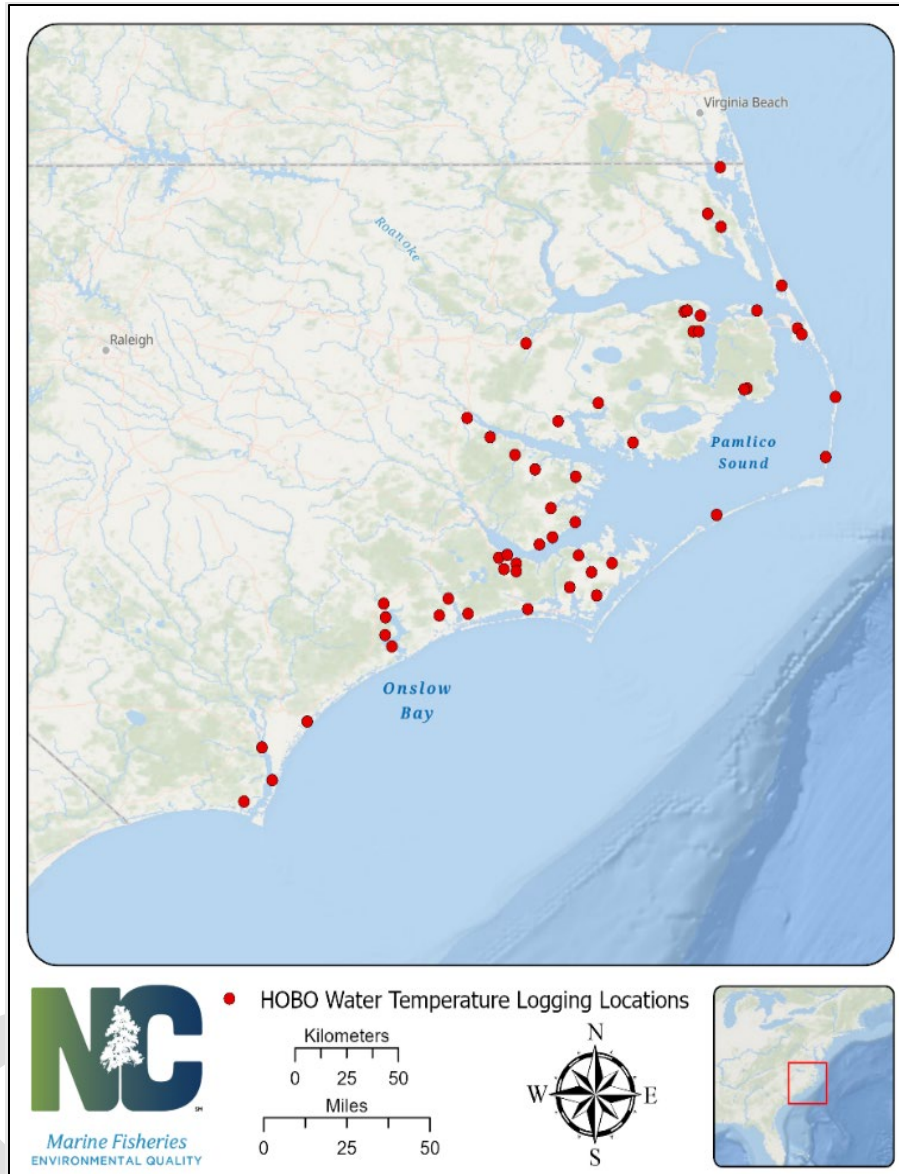 Virginia Beach
Roanoke
Raleigh
Pamlico
Sound
Onslow
Bay
NC
SM
Marine Fisheries
ENVIRONMENTAL QUALITY
HOBO Water Temperature Logging Locations
Kilometers
0 25 50
Miles
0 25 50
N
W E
S